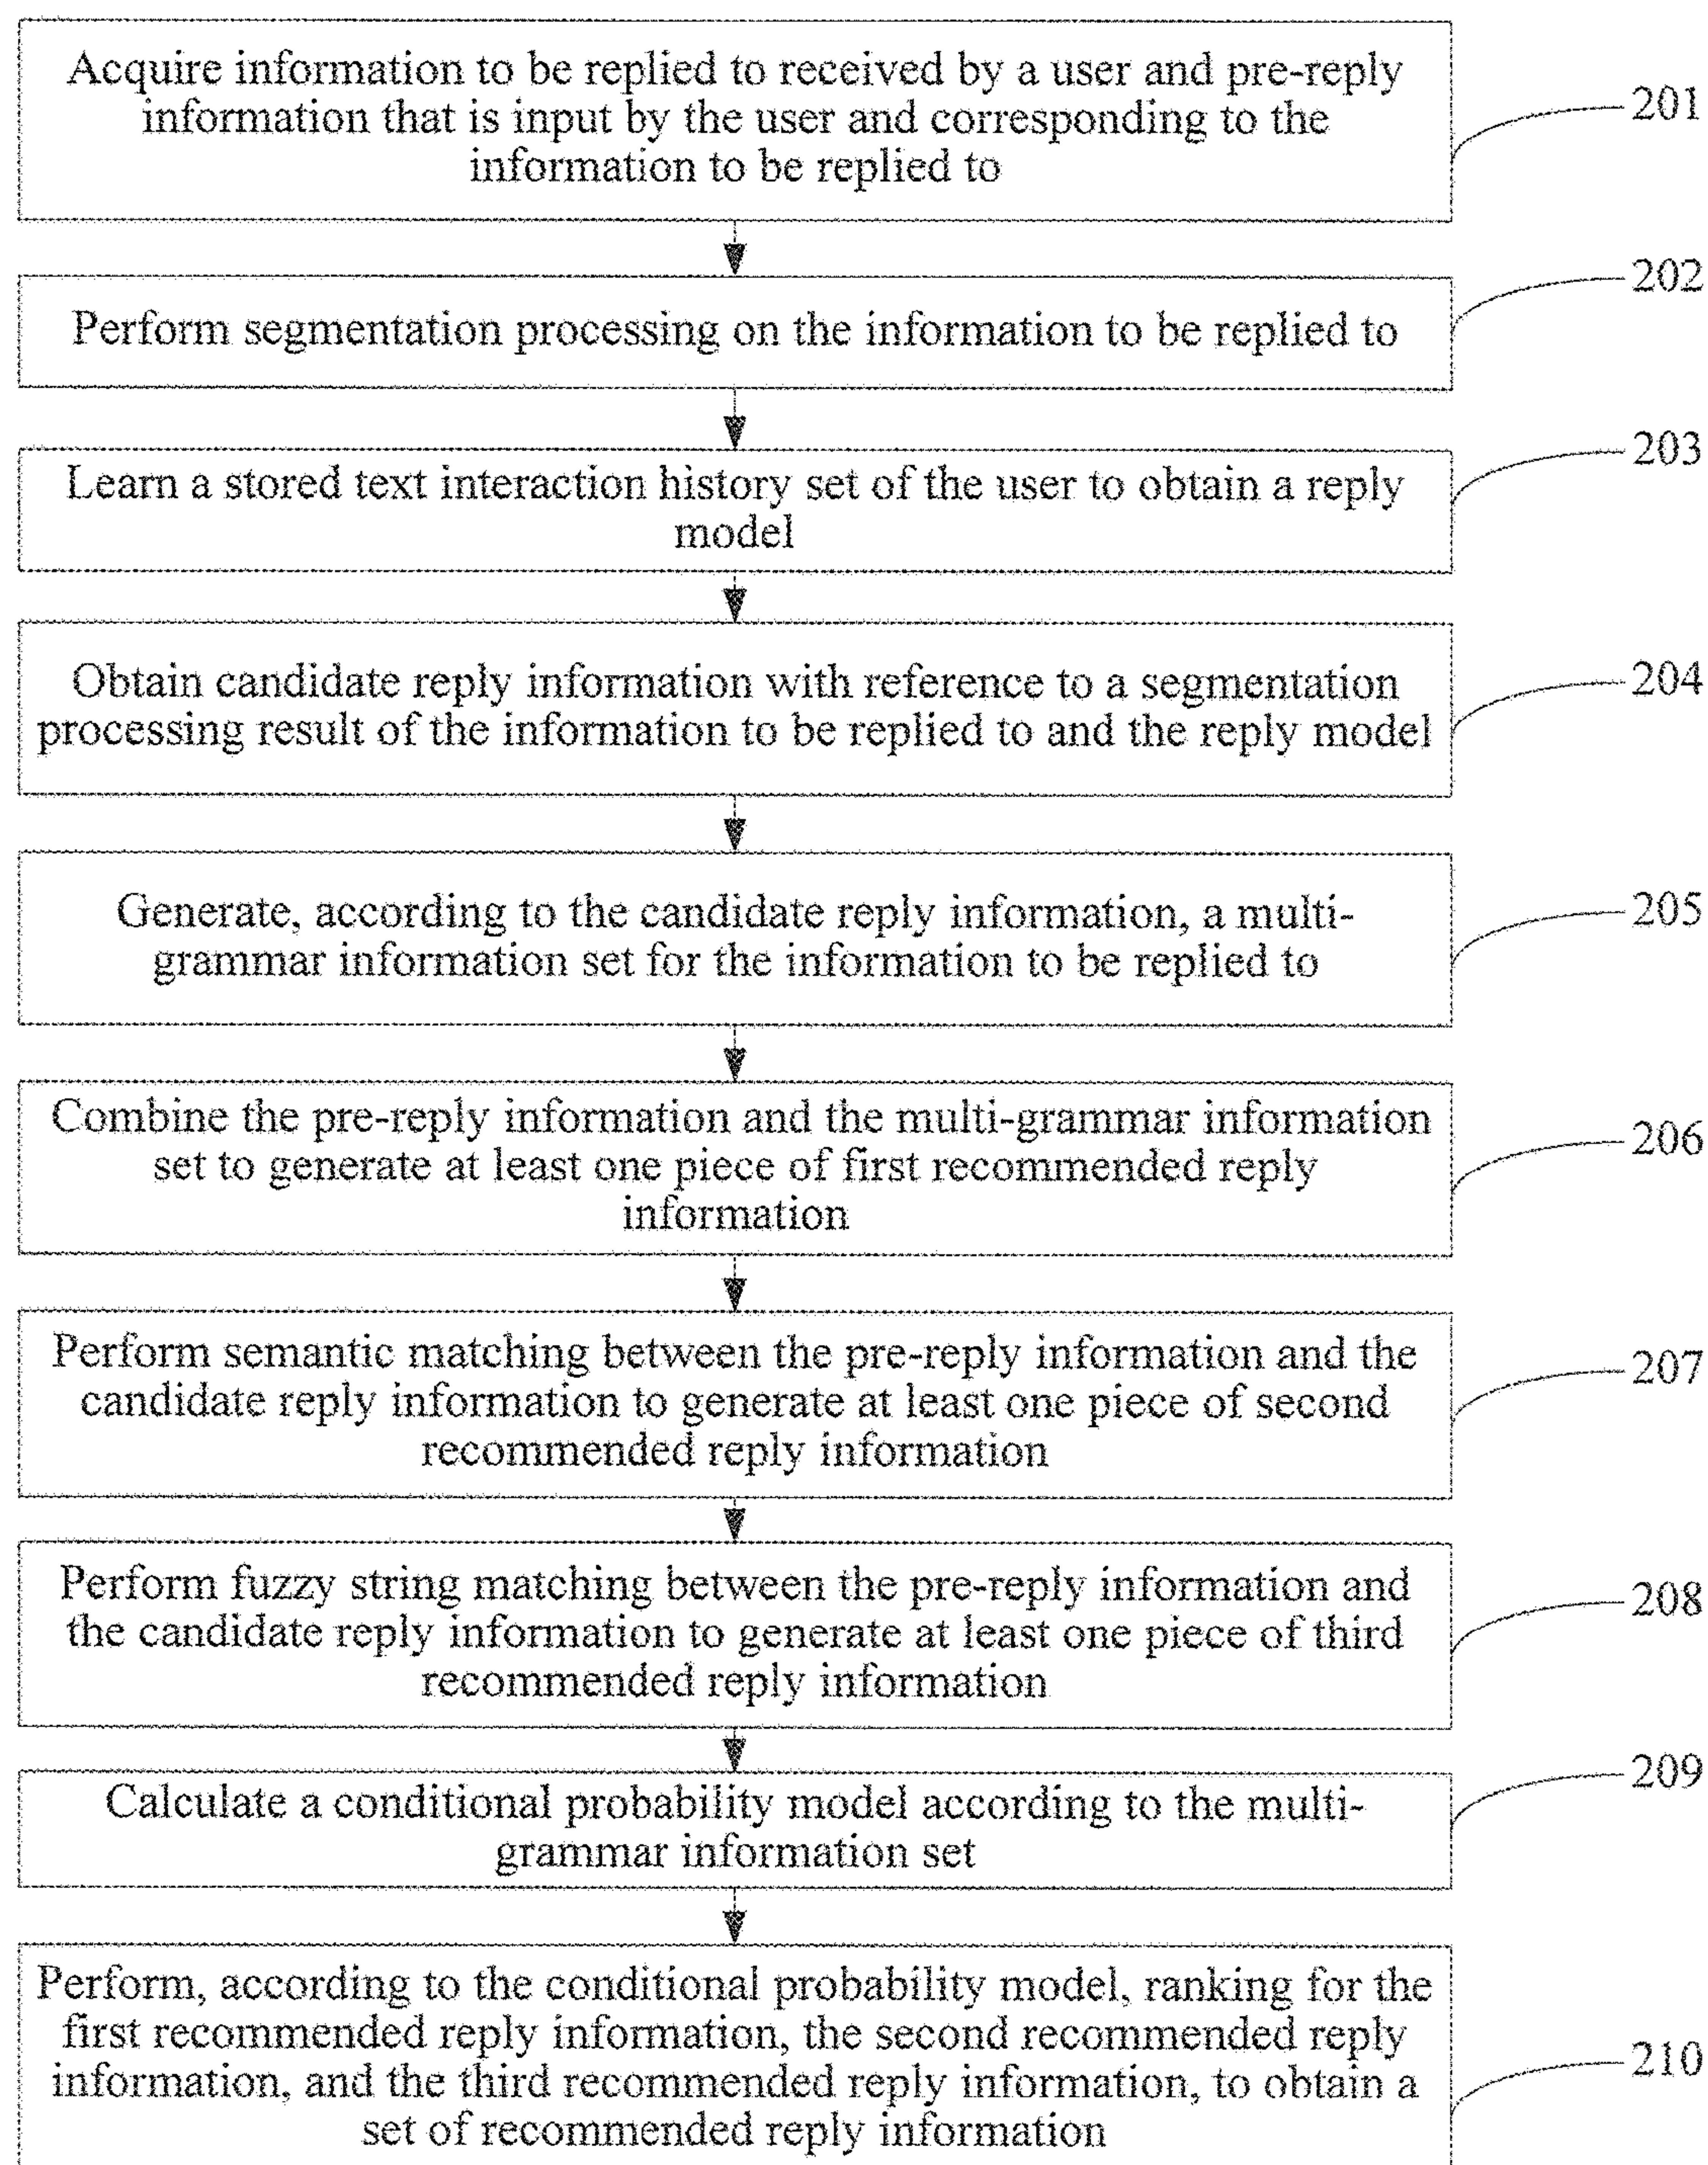 Acquire information to be replied to received by a user and pre-reply
information that is input by the user and corresponding to the
information to be replied to
201
Perform segmentation processing on the information to be replied to
202
Learn a stored text interaction history set of the user to obtain a reply
model
203
Obtain candidate reply information with reference to a segmentation
processing result of the information to be replied to and the reply model
204
Generate, according to the candidate reply information, a multi-
grammar information set for the information to be replied to
205
Combine the pre-reply information and the multi-grammar information
set to generate at least one piece of first recommended reply
information
206
Perform semantic matching between the pre-reply information and the
candidate reply information to generate at least one piece of second
recommended reply information
207
Perform fuzzy string matching between the pre-reply information and
the candidate reply information to generate at least one piece of third
recommended reply information
208
Calculate a conditional probability model according to the multi-
grammar information set
209
Perform, according to the conditional probability model, ranking for the
first recommended reply information, the second recommended reply
information, and the third recommended reply information, to obtain a
set of recommended reply information
210